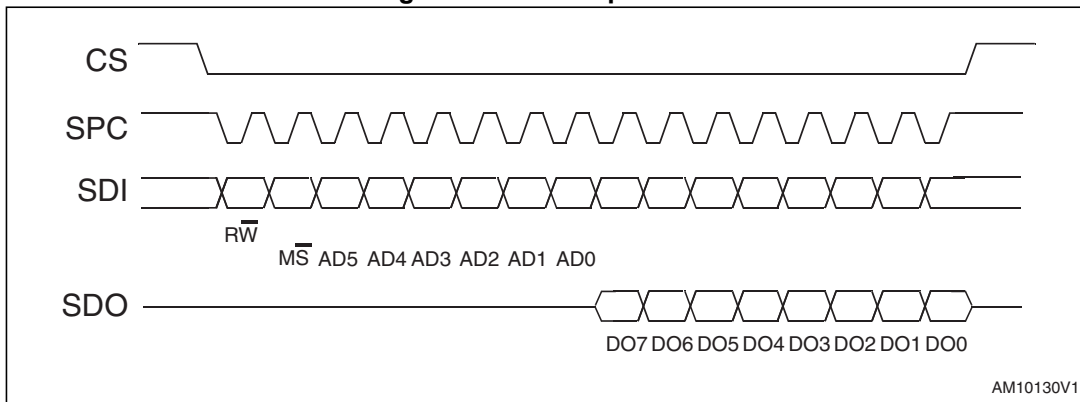 CS
SPC
SDI
RW̅
MS̅ AD5 AD4 AD3 AD2 AD1 AD0
SDO
DO7 DO6 DO5 DO4 DO3 DO2 DO1 DO0
AM10130V1